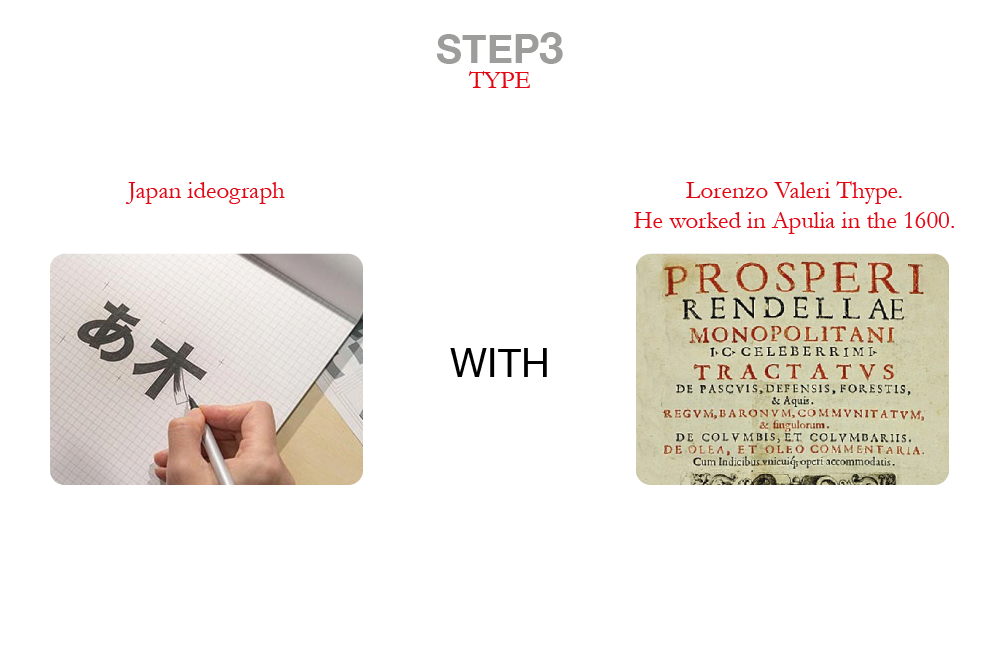 STEP3
TYPE
Japan ideograph
Lorenzo Valeri Thype.
He worked in Apulia in the 1600.
あ木
WITH
PROSPERI
RENDELLAE
MONOPOLITANI
I·C· CELEBERRIMI·
TRACTATVS
DE PASCVIS, DEFENSIS, FORESTIS,
& Aquis.
REGVM, BARONVM, COMMVNITATVM,
& singulorum.
DE COLVMBIS, ET COLVMBARIIS.
DE OLEA, ET OLEO COMMENTARIA.
Cum Indicibus vnicuiq; operi accommodatis.